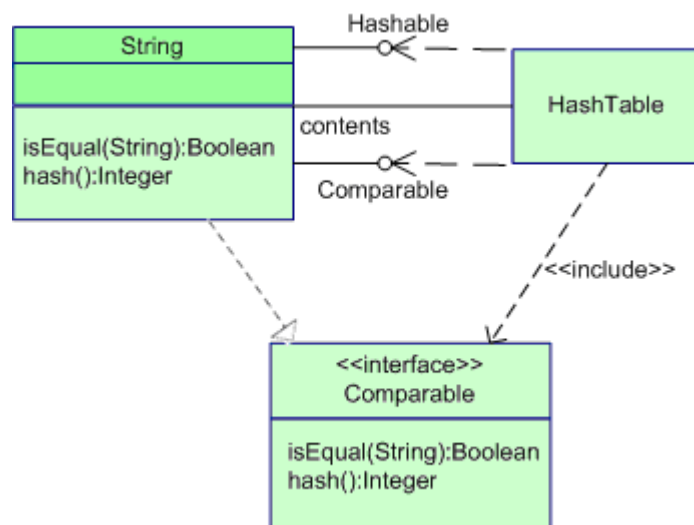 Hashable
String
HashTable
contents
isEqual(String):Boolean
hash():Integer
Comparable
<<include>>
<<interface>>
Comparable
isEqual(String):Boolean
hash():Integer